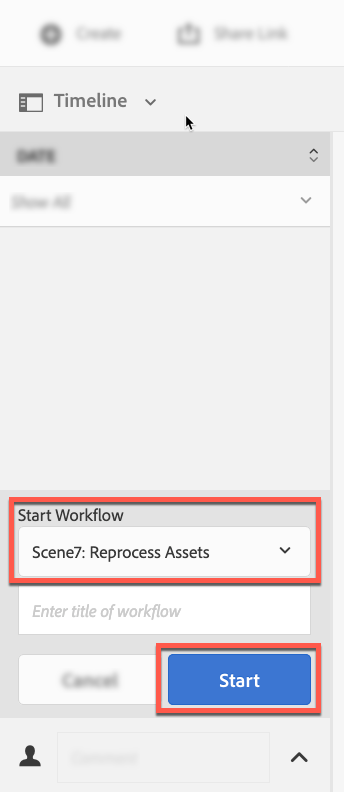 Create
Share Link
Timeline
DATE
Show All
Start Workflow
Scene7: Reprocess Assets
Enter title of workflow
Cancel
Start
Comment